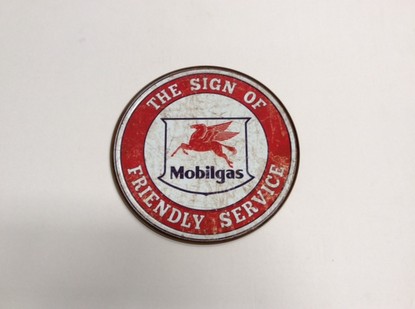 THE SIGN OF
Mobilgas
FRIENDLY SERVICE